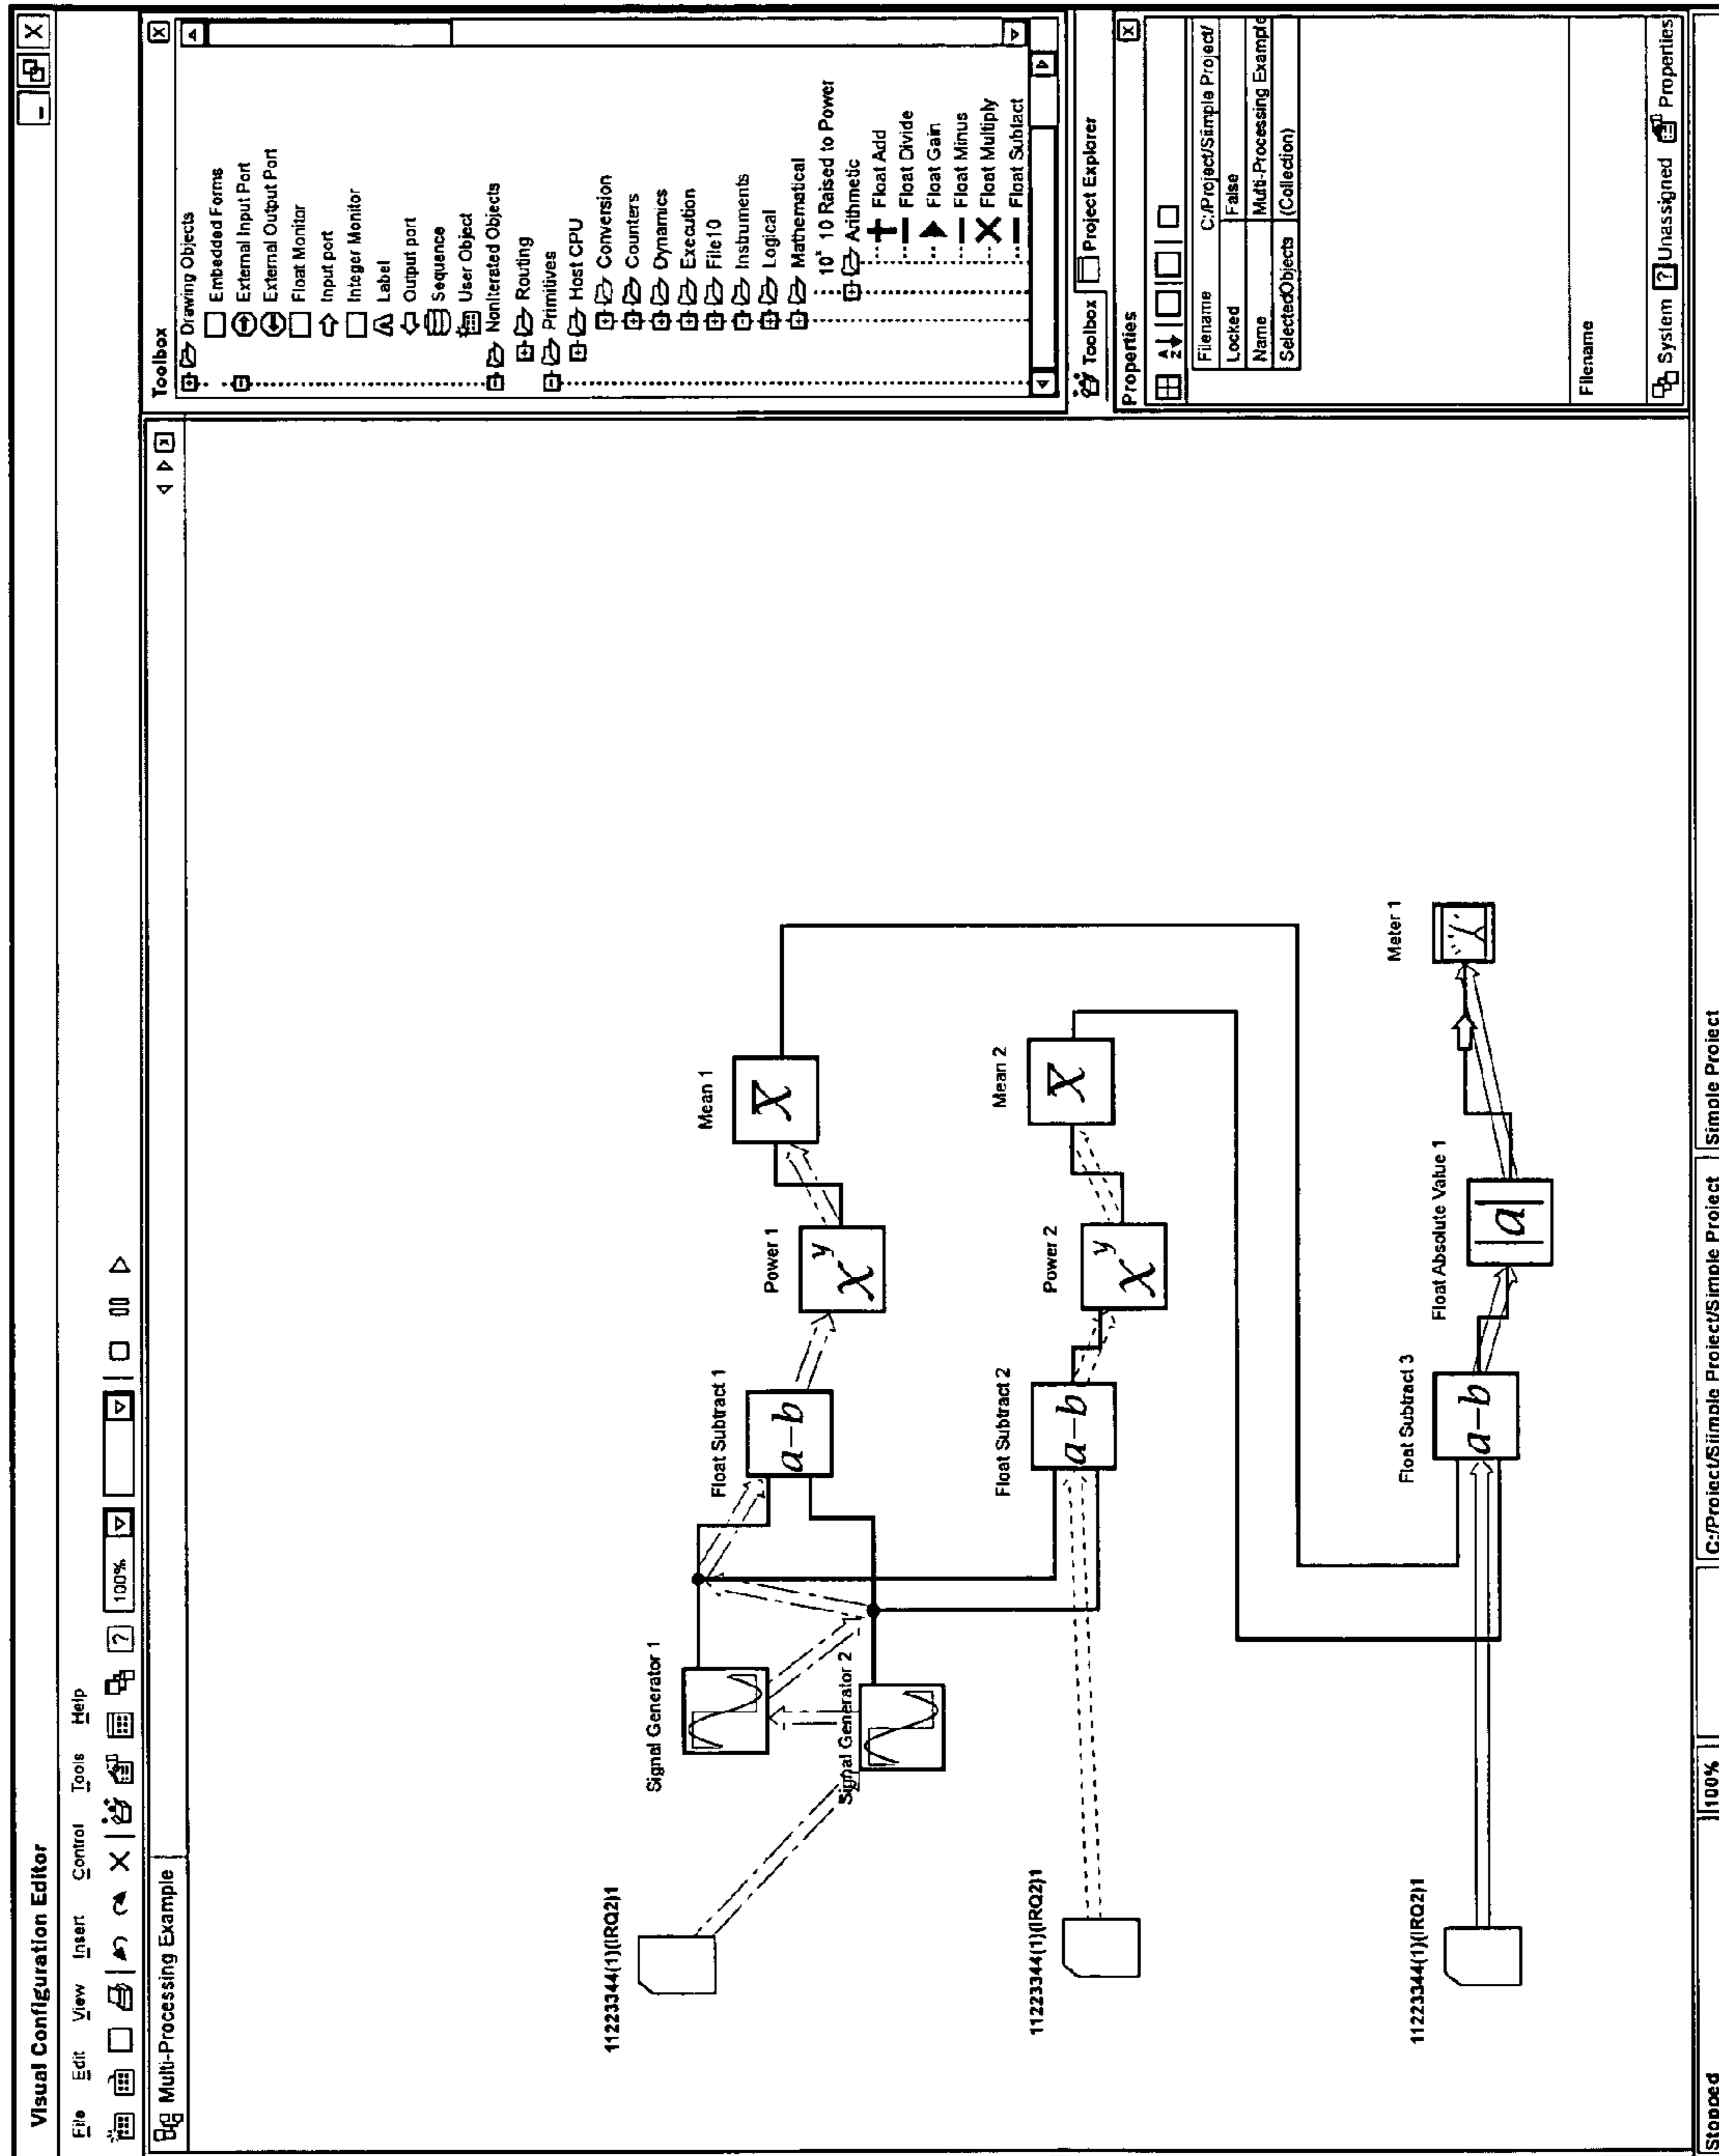 Visual Configuration Editor
File Edit View Insert Control Tools Help
100%
Multi-Processing Example
11223344(1)(IRQ2)1
Signal Generator 1
Signal Generator 2
Float Subtract 1
a-b
Power 1
x^y
Mean 1
X
11223344(1)(IRQ2)1
Float Subtract 2
a-b
Power 2
x^y
Mean 2
X
11223344(1)(IRQ2)1
Float Subtract 3
a-b
Float Absolute Value 1
|a|
Meter 1
Toolbox
Drawing Objects
Embedded Forms
External Input Port
External Output Port
Float Monitor
Input port
Integer Monitor
Label
Output port
Sequence
User Object
NonIterated Objects
Routing
Primitives
Host CPU
Conversion
Counters
Dynamics
Execution
File10
Instruments
Logical
Mathematical
10ˣ 10 Raised to Power
Arithmetic
Float Add
Float Divide
Float Gain
Float Minus
Float Multiply
Float Subtact
Toolbox Project Explorer
Properties
Filename C:/Project/Siimple Project/
Locked False
Name Multi-Processing Example
SelectedObjects (Collection)
Filename
System Unassigned Properties
Stopped 100% C:/Project/Siimple Project/Simple Project Simple Project